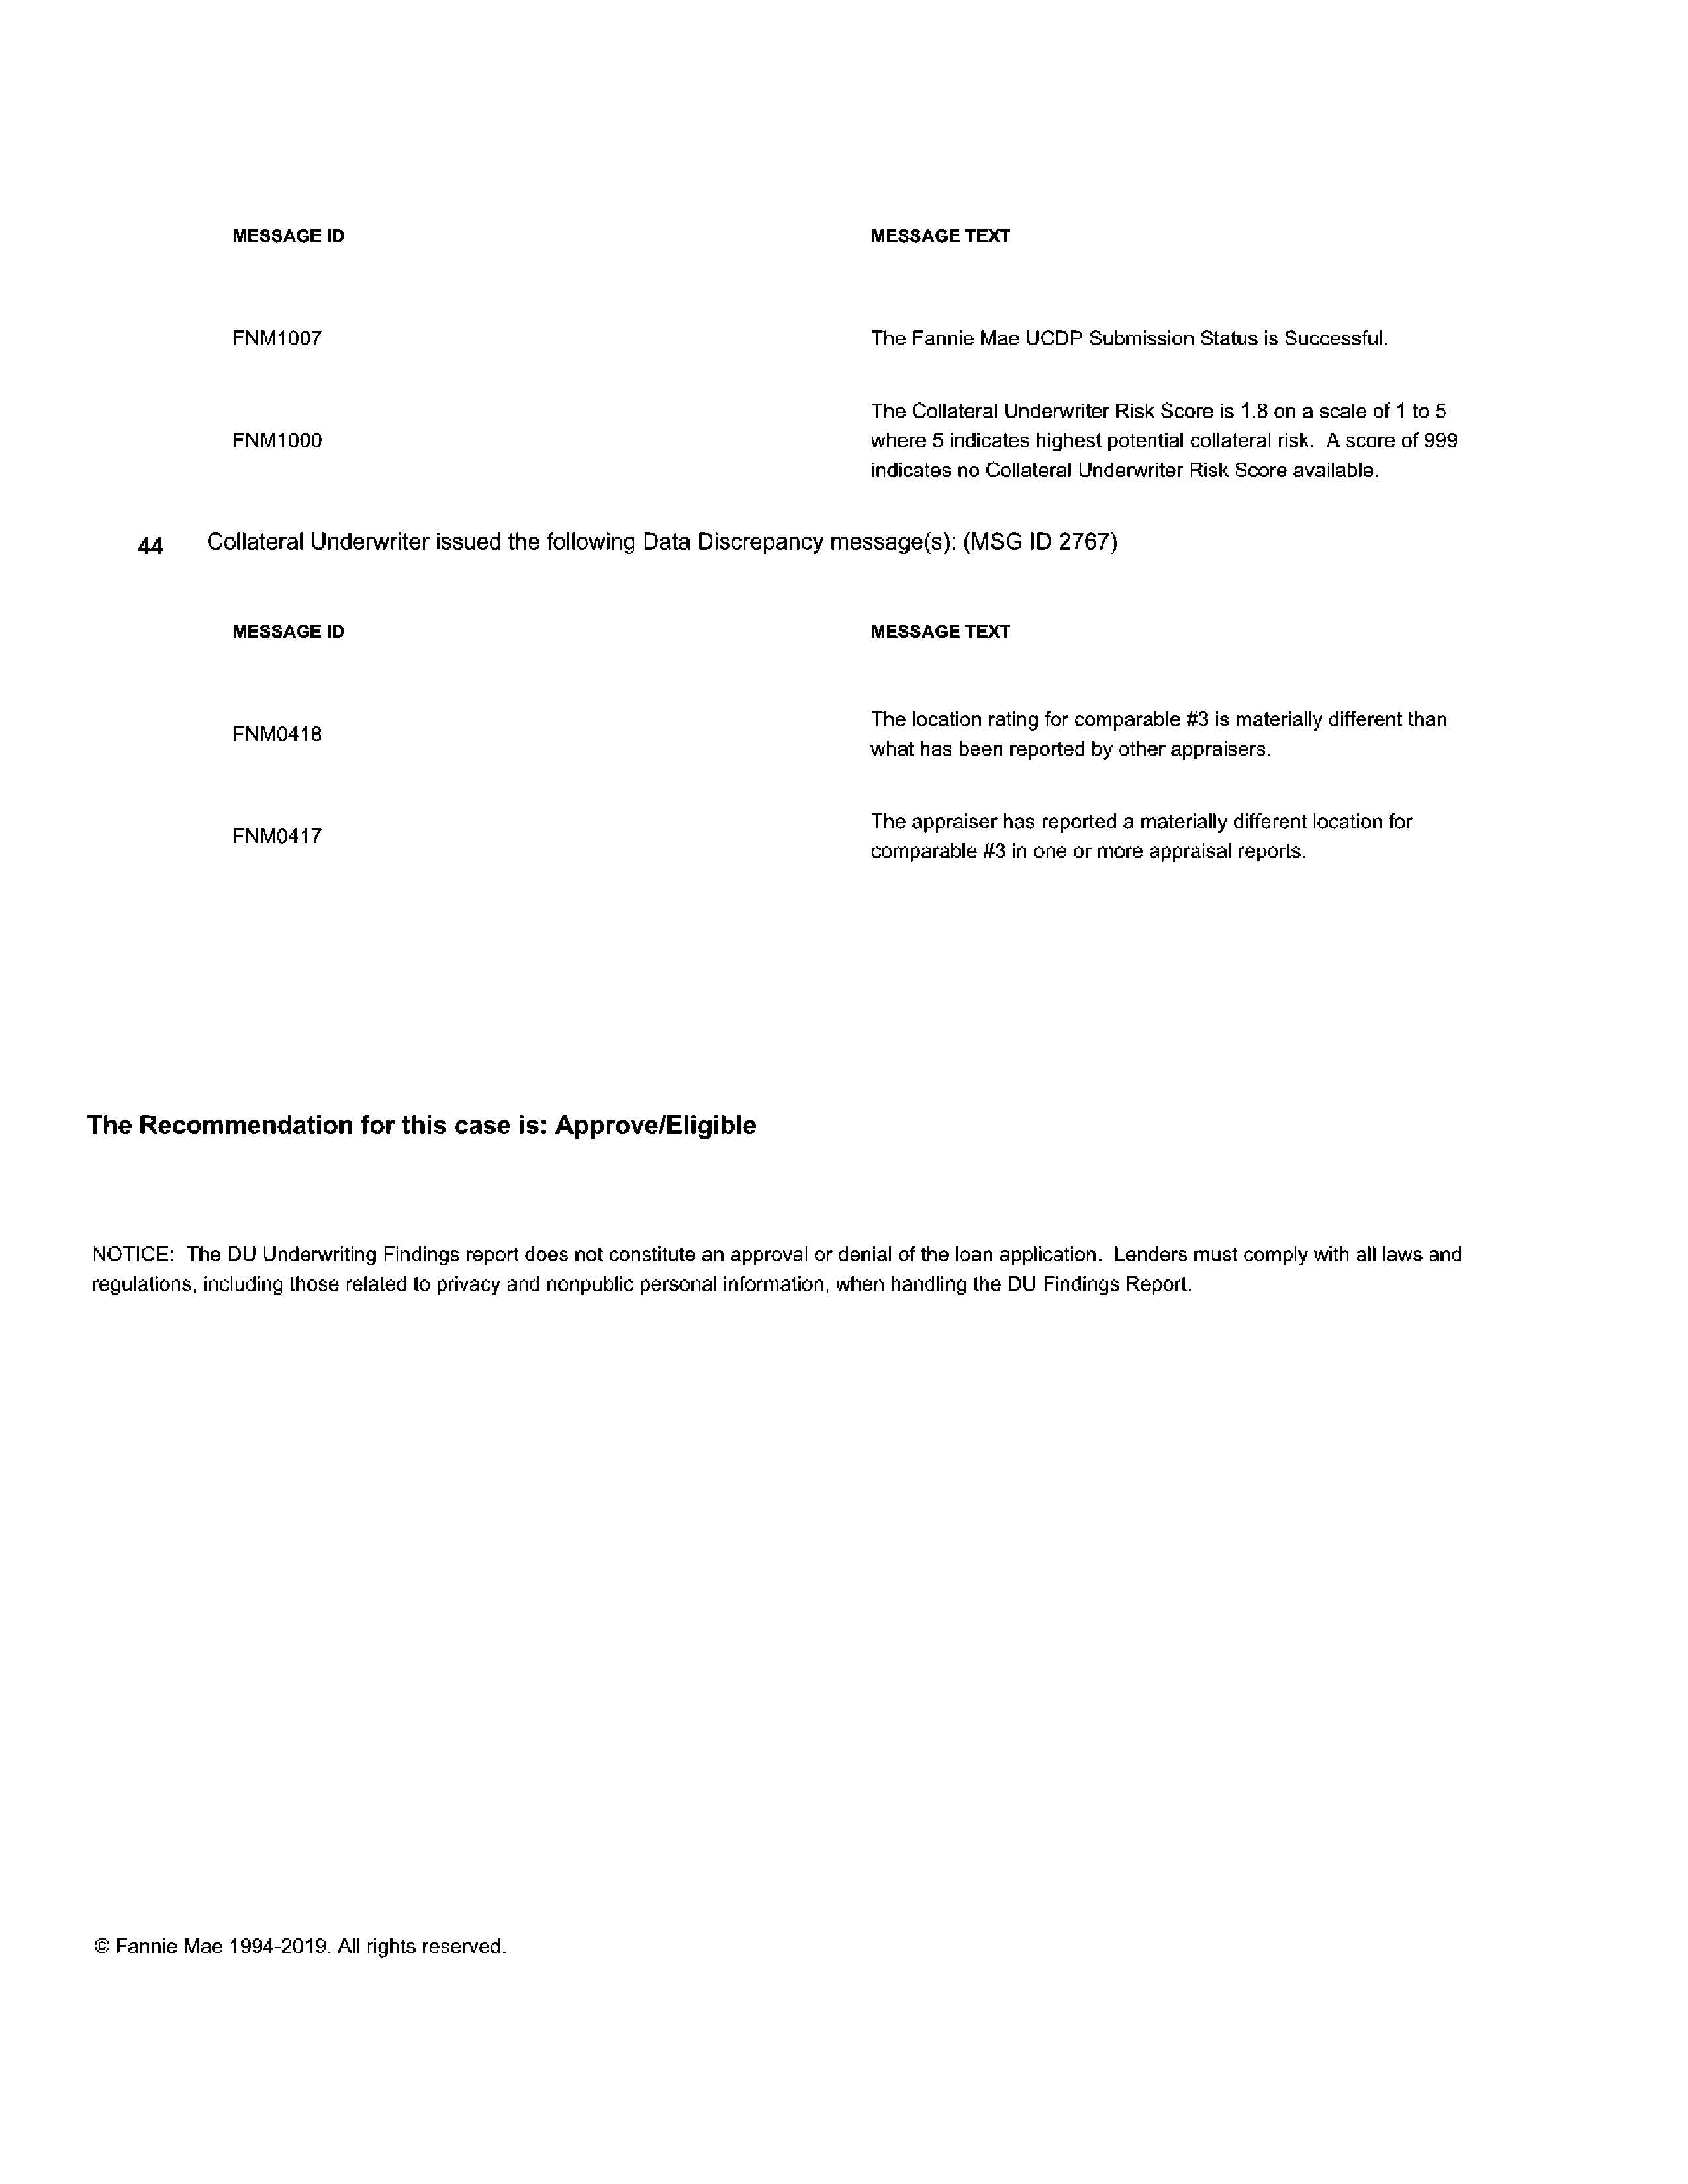 MESSAGE ID MESSAGE TEXT
FNM1007 The Fannie Mae UCDP Submission Status is Successful.
The Collateral Underwriter Risk Score is 1.8 on a scale of 1 to 5
FNM1000 where 5 indicates highest potential collateral risk.  A score of 999
indicates no Collateral Underwriter Risk Score available.
44 Collateral Underwriter issued the following Data Discrepancy message(s): (MSG ID 2767)
MESSAGE ID MESSAGE TEXT
FNM0418
The location rating for comparable #3 is materially different than
what has been reported by other appraisers.
FNM0417
The appraiser has reported a materially different location for
comparable #3 in one or more appraisal reports.
The Recommendation for this case is: Approve/Eligible
NOTICE:  The DU Underwriting Findings report does not constitute an approval or denial of the loan application.  Lenders must comply with all laws and
regulations, including those related to privacy and nonpublic personal information, when handling the DU Findings Report.
© Fannie Mae 1994-2019. All rights reserved.